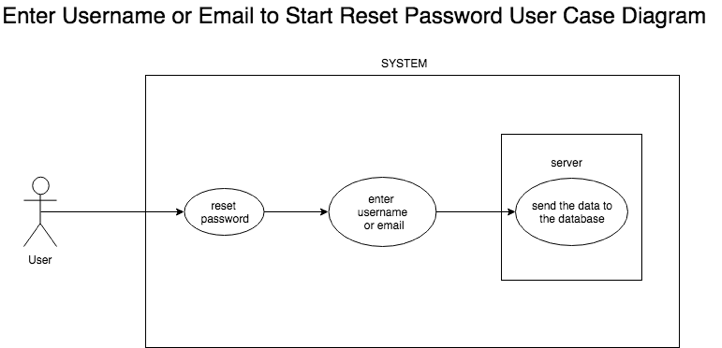 Enter Username or Email to Start Reset Password User Case Diagram
SYSTEM
server
reset
password
enter
username
or email
send the data to
the database
User